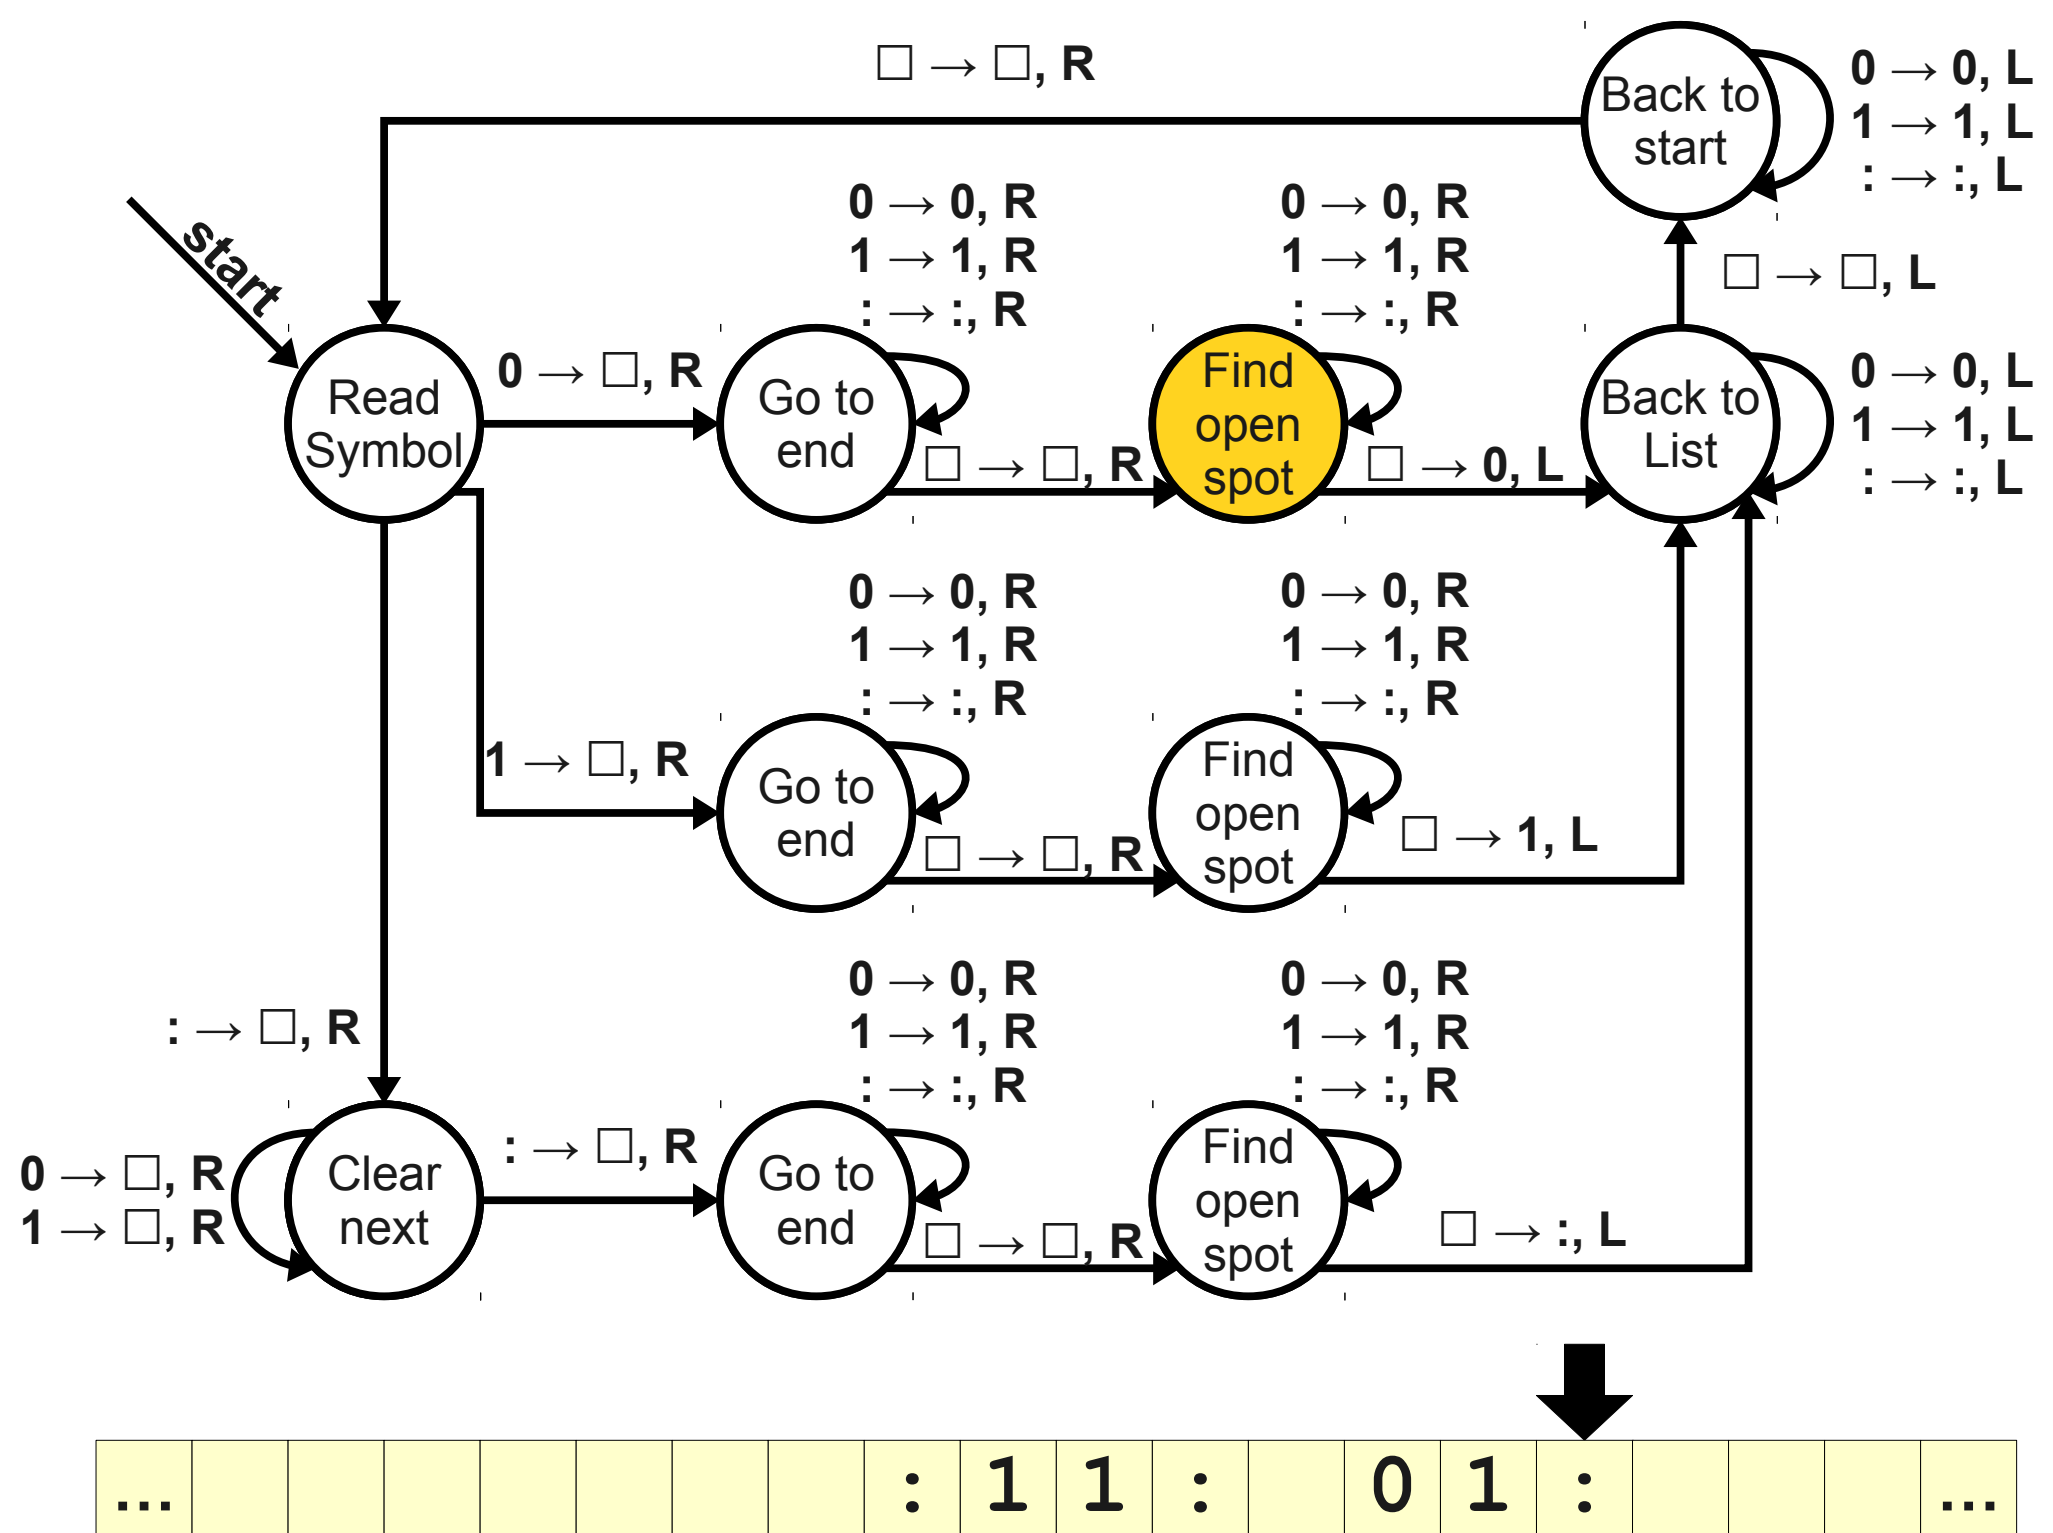 □ → □, R
Back to
start
0 → 0, L
1 → 1, L
: → :, L
start
0 → 0, R
1 → 1, R
: → :, R
0 → 0, R
1 → 1, R
: → :, R
□ → □, L
Read
Symbol
0 → □, R
Go to
end
□ → □, R
Find
open
spot
□ → 0, L
Back to
List
0 → 0, L
1 → 1, L
: → :, L
0 → 0, R
1 → 1, R
: → :, R
0 → 0, R
1 → 1, R
: → :, R
1 → □, R
Go to
end
□ → □, R
Find
open
spot
□ → 1, L
: → □, R
0 → 0, R
1 → 1, R
: → :, R
0 → 0, R
1 → 1, R
: → :, R
0 → □, R
1 → □, R
Clear
next
: → □, R
Go to
end
□ → □, R
Find
open
spot
□ → :, L
... : 1 1 : 0 1 : ...